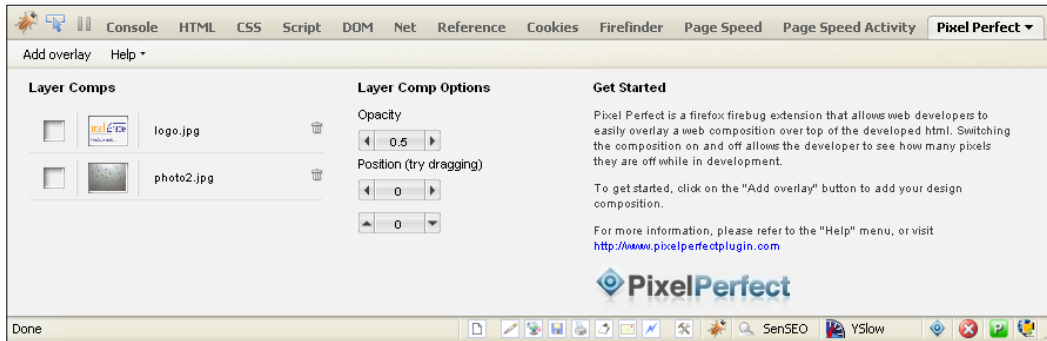 Console HTML CSS Script DOM Net Reference Cookies Firefinder Page Speed Page Speed Activity Pixel Perfect
Add overlay Help
Layer Comps
logo.jpg
photo2.jpg
Layer Comp Options
Opacity
0.5
Position (try dragging)
0
0
Get Started
Pixel Perfect is a firefox firebug extension that allows web developers to
easily overlay a web composition over top of the developed html. Switching
the composition on and off allows the developer to see how many pixels
they are off while in development.
To get started, click on the "Add overlay" button to add your design
composition.
For more information, please refer to the "Help" menu, or visit
http://www.pixelperfectplugin.com
PixelPerfect
Done SenSEO YSlow P